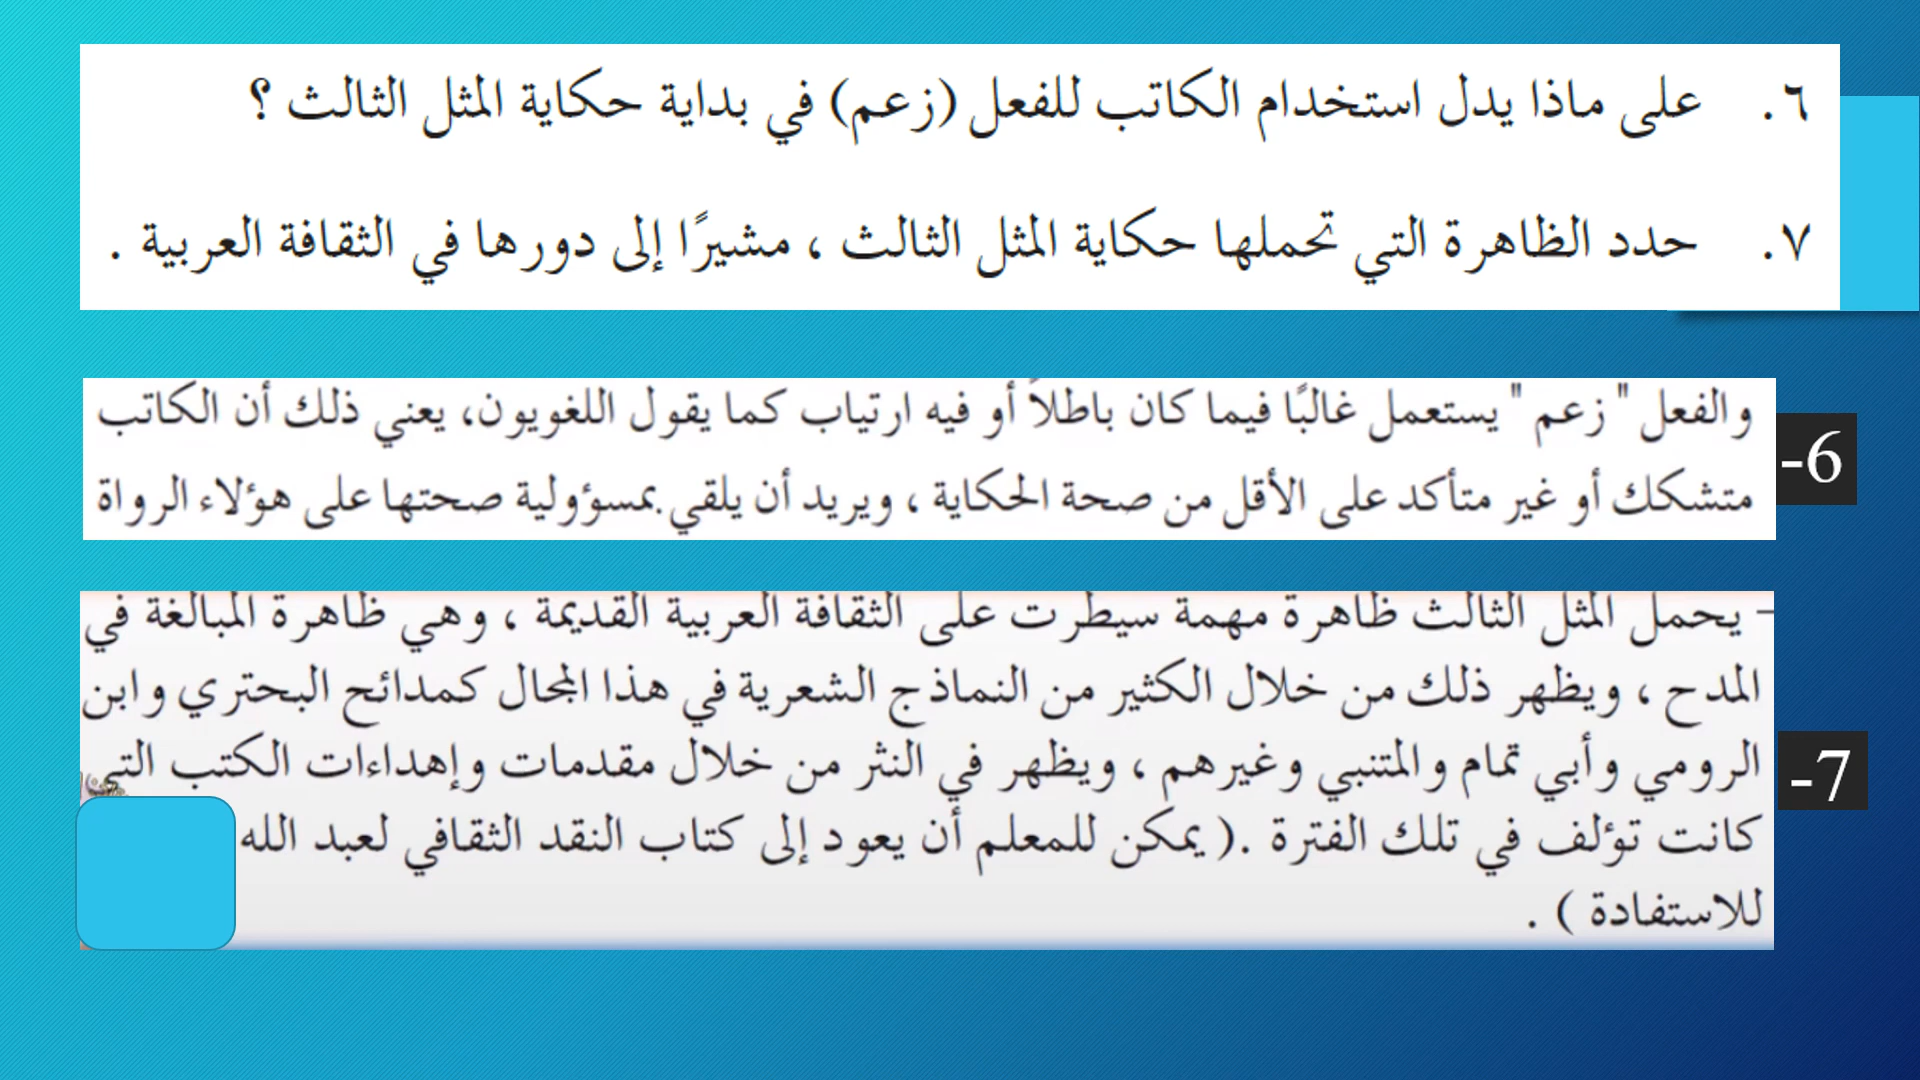 ٦. على ماذا يدل استخدام الكاتب للفعل (زعم) في بداية حكاية المثل الثالث ؟
٧. حدد الظاهرة التي تحملها حكاية المثل الثالث ، مشيرًا إلى دورها في الثقافة العربية .
6-
والفعل " زعم " يستعمل غالبًا فيما كان باطلاً أو فيه ارتياب كما يقول اللغويون، يعني ذلك أن الكاتب
متشكك أو غير متأكد على الأقل من صحة الحكاية ، ويريد أن يلقي بمسؤولية صحتها على هؤلاء الرواة
7-
– يحمل المثل الثالث ظاهرة مهمة سيطرت على الثقافة العربية القديمة ، وهي ظاهرة المبالغة في
المدح ، ويظهر ذلك من خلال الكثير من النماذج الشعرية في هذا المجال كمدائح البحتري وابن
الرومي وأبي تمام والمتنبي وغيرهم ، ويظهر في النثر من خلال مقدمات وإهداءات الكتب التي
كانت تؤلف في تلك الفترة .( يمكن للمعلم أن يعود إلى كتاب النقد الثقافي لعبد الله
للاستفادة ) .